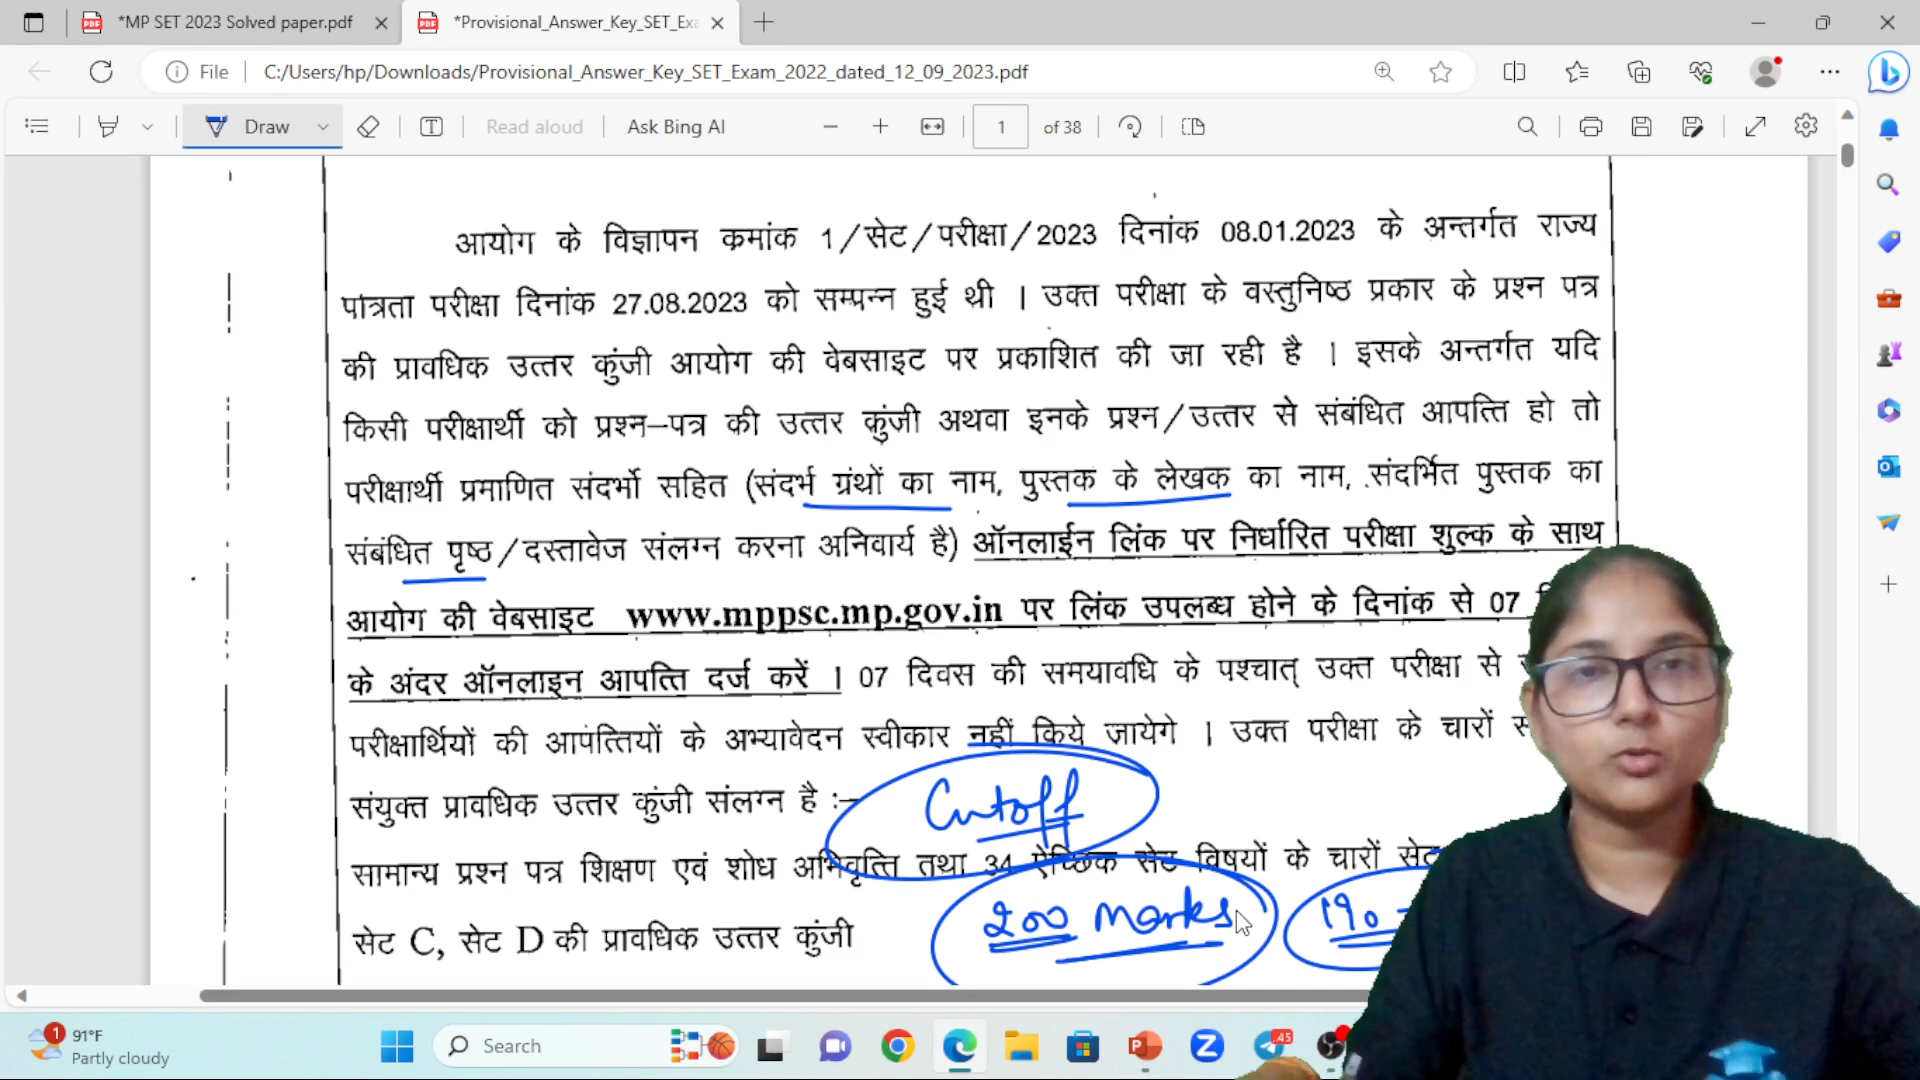 *MP SET 2023 Solved paper.pdf
*Provisional_Answer_Key_SET_Exa
File
C:/Users/hp/Downloads/Provisional_Answer_Key_SET_Exam_2022_dated_12_09_2023.pdf
Draw
Read aloud
Ask Bing AI
1 of 38
आयोग के विज्ञापन क्रमांक 1/सेट/परीक्षा/2023 दिनांक 08.01.2023 के अन्तर्गत राज्य
पात्रता परीक्षा दिनांक 27.08.2023 को सम्पन्न हुई थी । उक्त परीक्षा के वस्तुनिष्ठ प्रकार के प्रश्न पत्र
की प्रावधिक उत्तर कुंजी आयोग की वेबसाइट पर प्रकाशित की जा रही है । इसके अन्तर्गत यदि
किसी परीक्षार्थी को प्रश्न–पत्र की उत्तर कुंजी अथवा इनके प्रश्न/उत्तर से संबंधित आपत्ति हो तो
परीक्षार्थी प्रमाणित संदर्भो सहित (संदर्भ ग्रंथों का नाम, पुस्तक के लेखक का नाम, संदर्भित पुस्तक का
संबंधित पृष्ठ/दस्तावेज संलग्न करना अनिवार्य है) ऑनलाईन लिंक पर निर्धारित परीक्षा शुल्क के साथ
आयोग की वेबसाइट www.mppsc.mp.gov.in पर लिंक उपलब्ध होने के दिनांक से 07
के अंदर ऑनलाइन आपत्ति दर्ज करें । 07 दिवस की समयावधि के पश्चात् उक्त परीक्षा से
परीक्षार्थियों की आपत्तियों के अभ्यावेदन स्वीकार नहीं किये जायेगे । उक्त परीक्षा के चारों
संयुक्त प्रावधिक उत्तर कुंजी संलग्न है :–
Cutoff
सामान्य प्रश्न पत्र शिक्षण एवं शोध अभिवृत्ति तथा 34 ऐच्छिक सेट विषयों के चारों सेट
सेट C, सेट D की प्रावधिक उत्तर कुंजी
200 Marks
190
1
91°F
Partly cloudy
Search
45